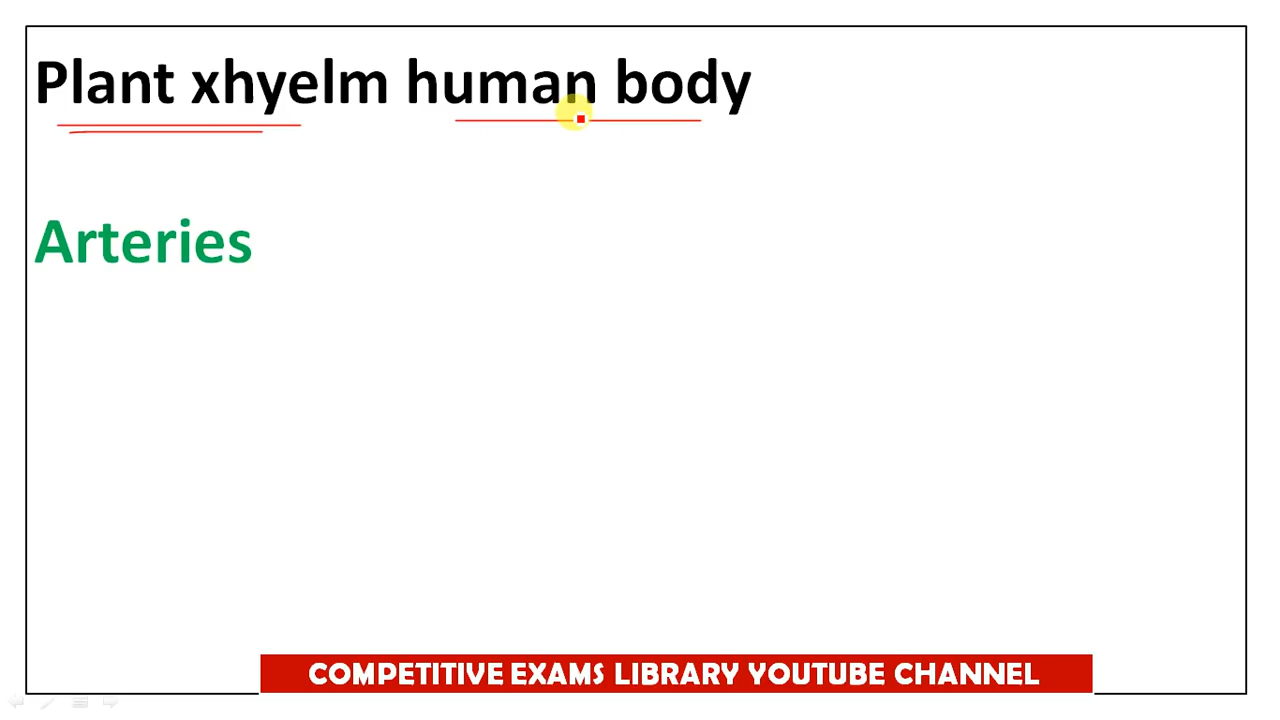 Plant xhyelm human body
Arteries
COMPETITIVE EXAMS LIBRARY YOUTUBE CHANNEL